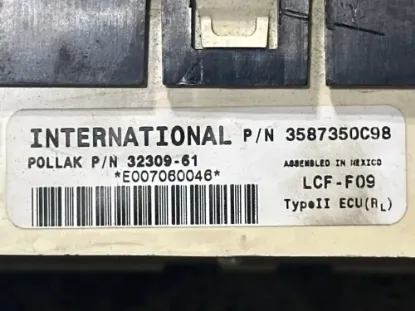 INTERNATIONAL P/N 3587350C98
POLLAK P/N 32309-61
ASSEMBLED IN MEXICO
*E007060046*
LCF-F09
TypeII ECU(RL)